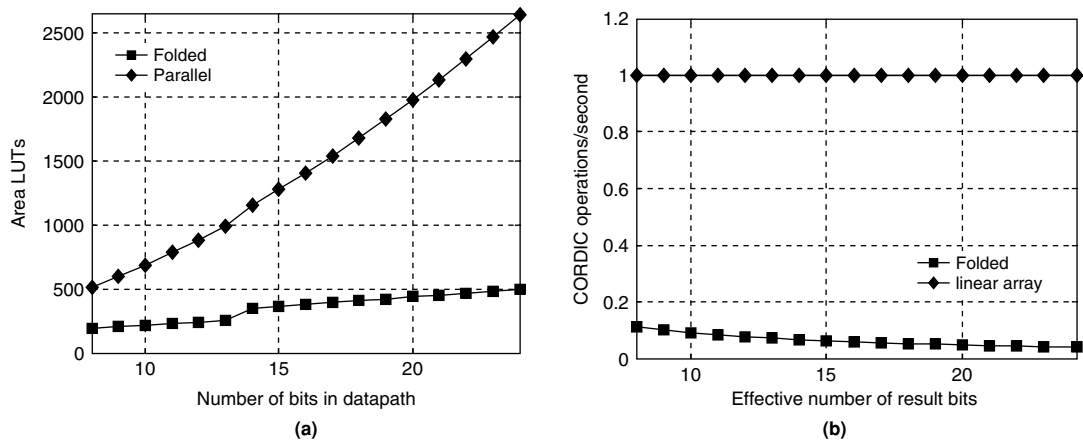 2500
2000
1500
1000
500
0
Area LUTs
Folded
Parallel
10
15
20
Number of bits in datapath
(a)
1.2
1
0.8
0.6
0.4
0.2
0
CORDIC operations/second
Folded
linear array
10
15
20
Effective number of result bits
(b)